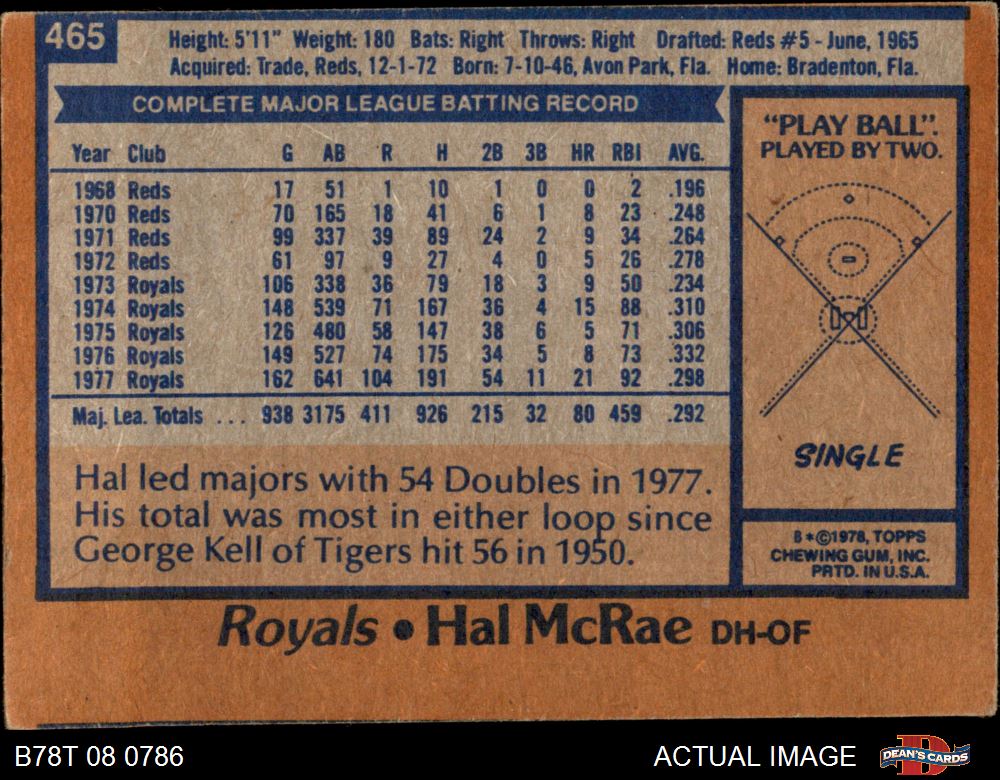 465
Height: 5'11" Weight: 180 Bats: Right Throws: Right Drafted: Reds #5 - June, 1965
Acquired: Trade, Reds, 12-1-72 Born: 7-10-46, Avon Park, Fla. Home: Bradenton, Fla.
COMPLETE MAJOR LEAGUE BATTING RECORD
Year Club G AB R H 2B 3B HR RBI AVG.
1968 Reds 17 51 1 10 1 0 0 2 .196
1970 Reds 70 165 18 41 6 1 8 23 .248
1971 Reds 99 337 39 89 24 2 9 34 .264
1972 Reds 61 97 9 27 4 0 5 26 .278
1973 Royals 106 338 36 79 18 3 9 50 .234
1974 Royals 148 539 71 167 36 4 15 88 .310
1975 Royals 126 480 58 147 38 6 5 71 .306
1976 Royals 149 527 74 175 34 5 8 73 .332
1977 Royals 162 641 104 191 54 11 21 92 .298
Maj. Lea. Totals ... 938 3175 411 926 215 32 80 459 .292
Hal led majors with 54 Doubles in 1977.
His total was most in either loop since
George Kell of Tigers hit 56 in 1950.
"PLAY BALL".
PLAYED BY TWO.
SINGLE
B*©1978, TOPPS
CHEWING GUM, INC.
PRTD. IN U.S.A.
Royals • Hal McRae DH-OF
B78T 08 0786
ACTUAL IMAGE
DEAN'S CARDS